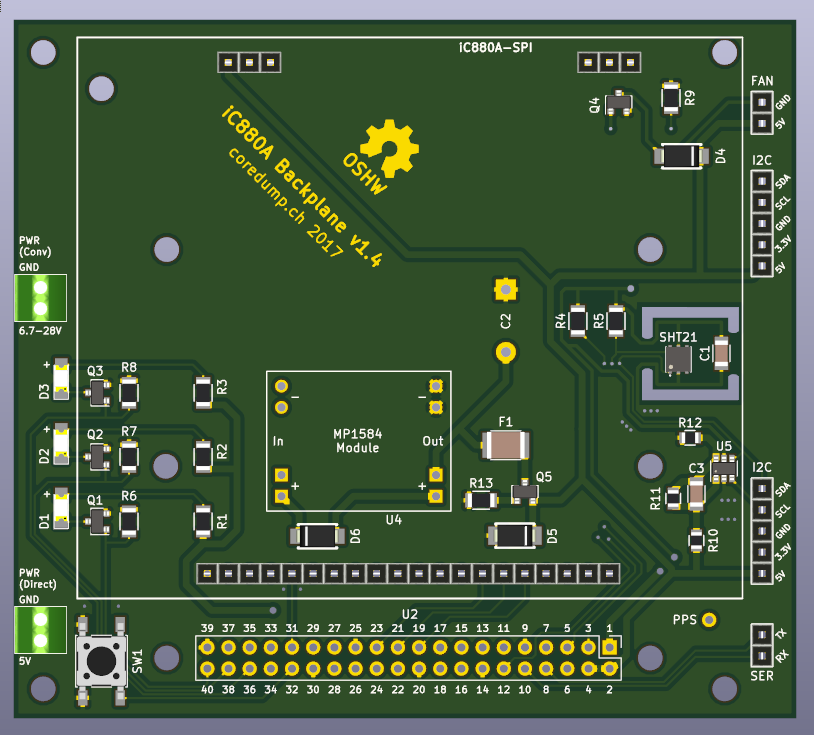 iC880A-SPI
FAN
GND
5V
Q4
R9
D4
iC880A Backplane v1.4
coredump.ch 2017
OSHW
I2C
SDA
SCL
GND
3.3V
5V
PWR
(Conv)
GND
6.7-28V
C2
R4
R5
SHT21
C1
+
D3
Q3
R8
R3
−
−
In
MP1584
Module
Out
+
+
U4
F1
R12
U5
+
D2
Q2
R7
R2
Q5
R13
C3
R11
R10
I2C
SDA
SCL
GND
3.3V
5V
+
D1
Q1
R6
R1
D6
D5
PWR
(Direct)
GND
5V
SW1
U2
39 37 35 33 31 29 27 25 23 21 19 17 15 13 11 9 7 5 3 1
40 38 36 34 32 30 28 26 24 22 20 18 16 14 12 10 8 6 4 2
PPS
TX
RX
SER